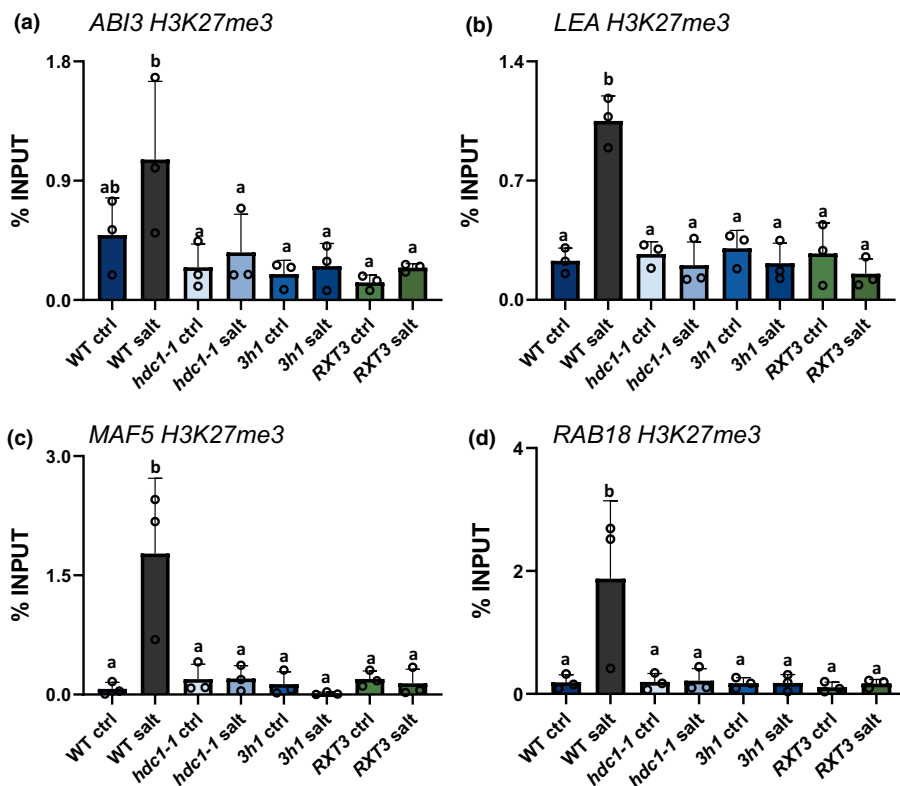 (a) ABI3 H3K27me3
1.8
0.9
0.0
% INPUT
ab
b
a
a
a
a
a
a
WT ctrl
WT salt
hdc1-1 ctrl
hdc1-1 salt
3h1 ctrl
3h1 salt
RXT3 ctrl
RXT3 salt
(b) LEA H3K27me3
1.4
0.7
0.0
% INPUT
a
b
a
a
a
a
a
a
WT ctrl
WT salt
hdc1-1 ctrl
hdc1-1 salt
3h1 ctrl
3h1 salt
RXT3 ctrl
RXT3 salt
(c) MAF5 H3K27me3
3.0
1.5
0.0
% INPUT
a
b
a
a
a
a
a
a
WT ctrl
WT salt
hdc1-1 ctrl
hdc1-1 salt
3h1 ctrl
3h1 salt
RXT3 ctrl
RXT3 salt
(d) RAB18 H3K27me3
4
2
0
% INPUT
a
b
a
a
a
a
a
a
WT ctrl
WT salt
hdc1-1 ctrl
hdc1-1 salt
3h1 ctrl
3h1 salt
RXT3 ctrl
RXT3 salt